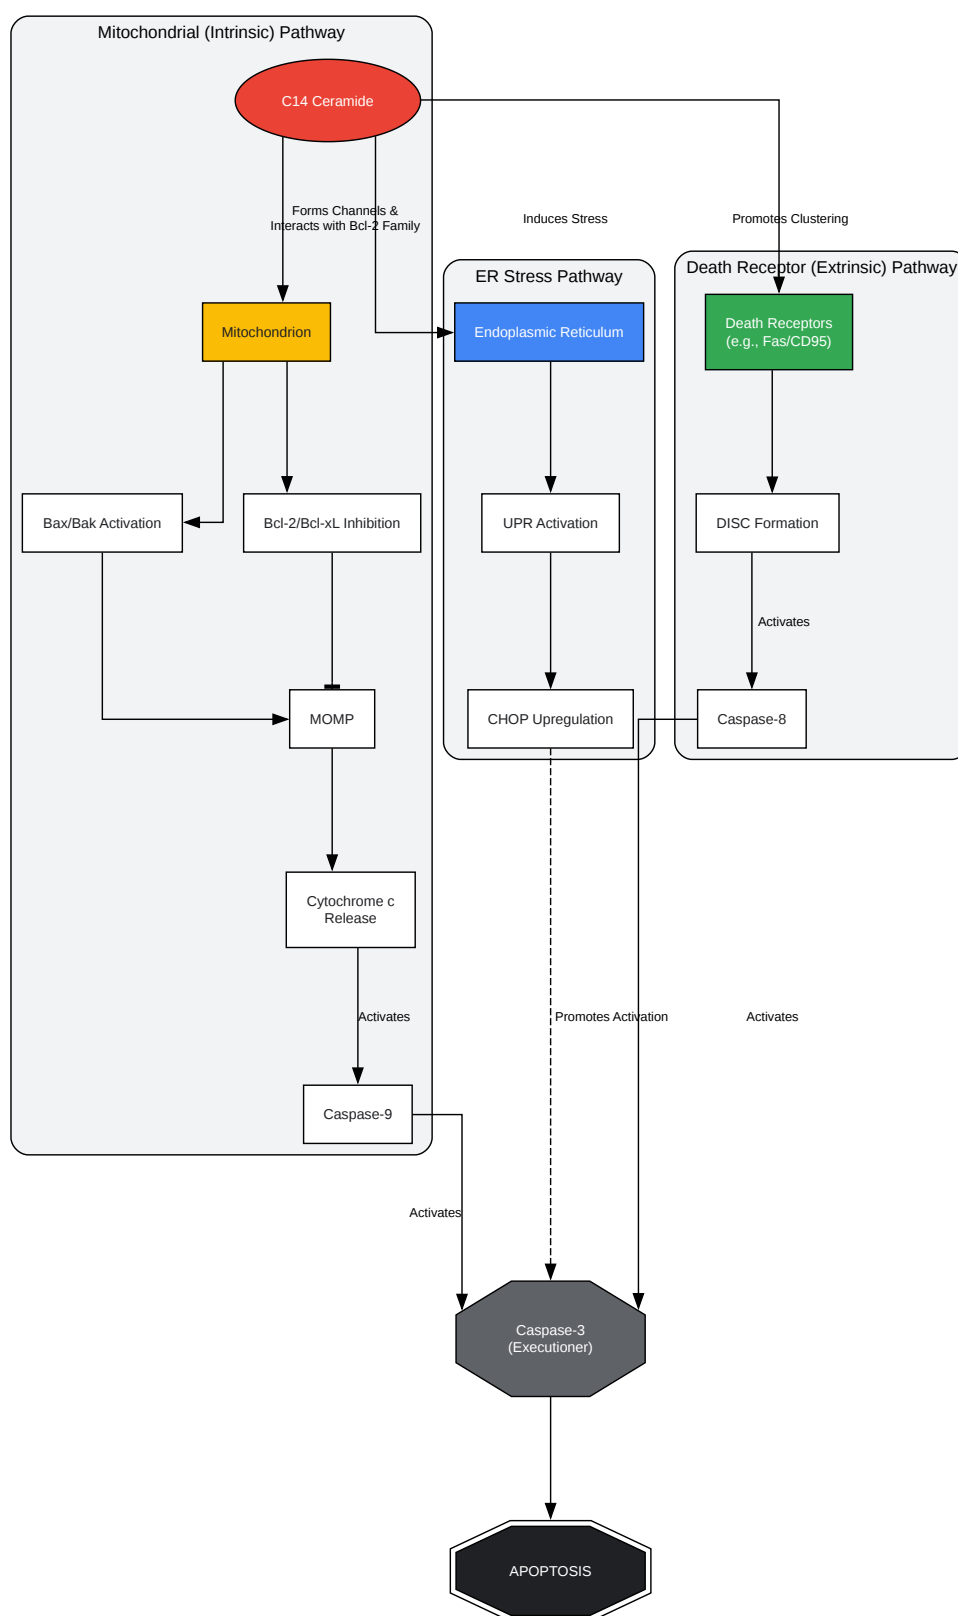 Mitochondrial (Intrinsic) Pathway
C14 Ceramide
Forms Channels &
Interacts with Bcl-2 Family
Induces Stress
Promotes Clustering
ER Stress Pathway
Death Receptor (Extrinsic) Pathway
Mitochondrion
Endoplasmic Reticulum
Death Receptors
(e.g., Fas/CD95)
Bax/Bak Activation
Bcl-2/Bcl-xL Inhibition
UPR Activation
DISC Formation
Activates
MOMP
CHOP Upregulation
Caspase-8
Cytochrome c
Release
Activates
Promotes Activation
Activates
Caspase-9
Activates
Caspase-3
(Executioner)
APOPTOSIS